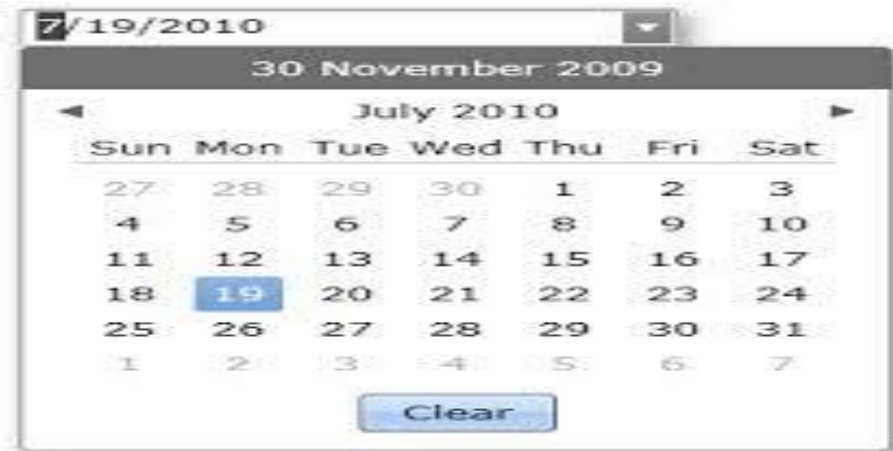 7/19/2010
30 November 2009
July 2010
Sun Mon Tue Wed Thu Fri Sat
27 28 29 30 1 2 3
4 5 6 7 8 9 10
11 12 13 14 15 16 17
18 19 20 21 22 23 24
25 26 27 28 29 30 31
1 2 3 4 5 6 7
Clear